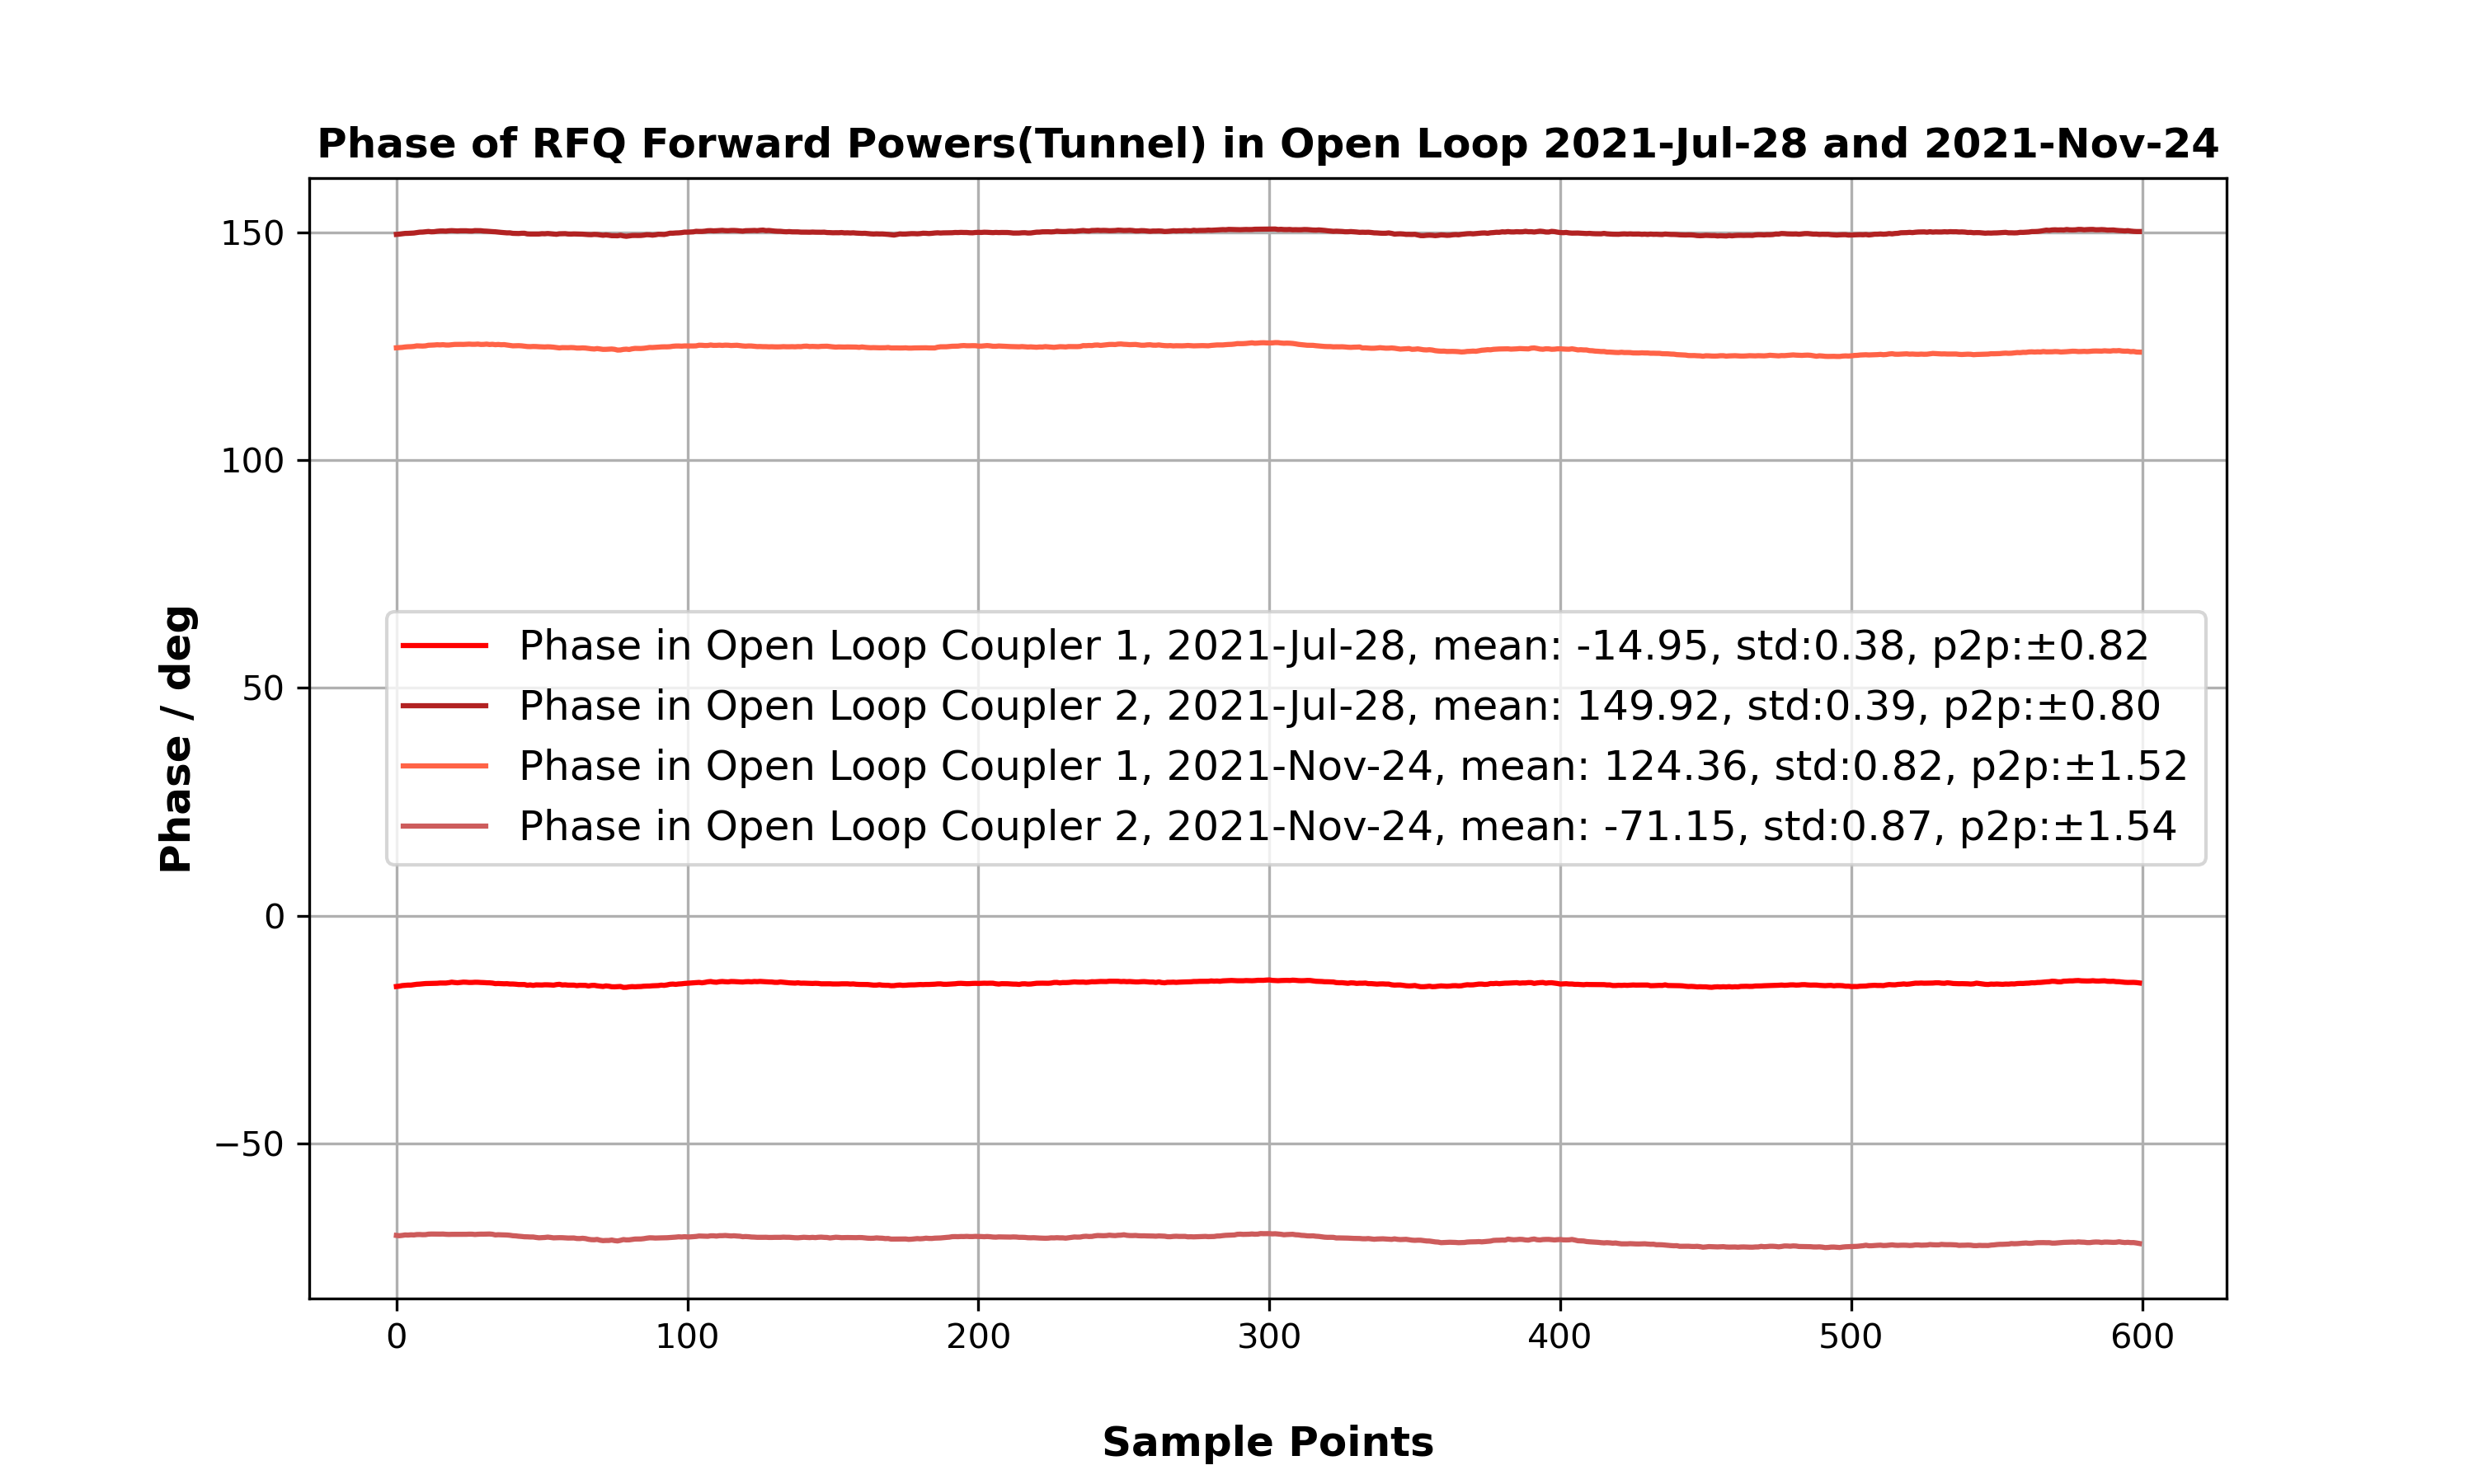 Phase of RFQ Forward Powers(Tunnel) in Open Loop 2021-Jul-28 and 2021-Nov-24
150
100
50
0
−50
Phase / deg
Phase in Open Loop Coupler 1, 2021-Jul-28, mean: -14.95, std:0.38, p2p:±0.82
Phase in Open Loop Coupler 2, 2021-Jul-28, mean: 149.92, std:0.39, p2p:±0.80
Phase in Open Loop Coupler 1, 2021-Nov-24, mean: 124.36, std:0.82, p2p:±1.52
Phase in Open Loop Coupler 2, 2021-Nov-24, mean: -71.15, std:0.87, p2p:±1.54
0 100 200 300 400 500 600
Sample Points